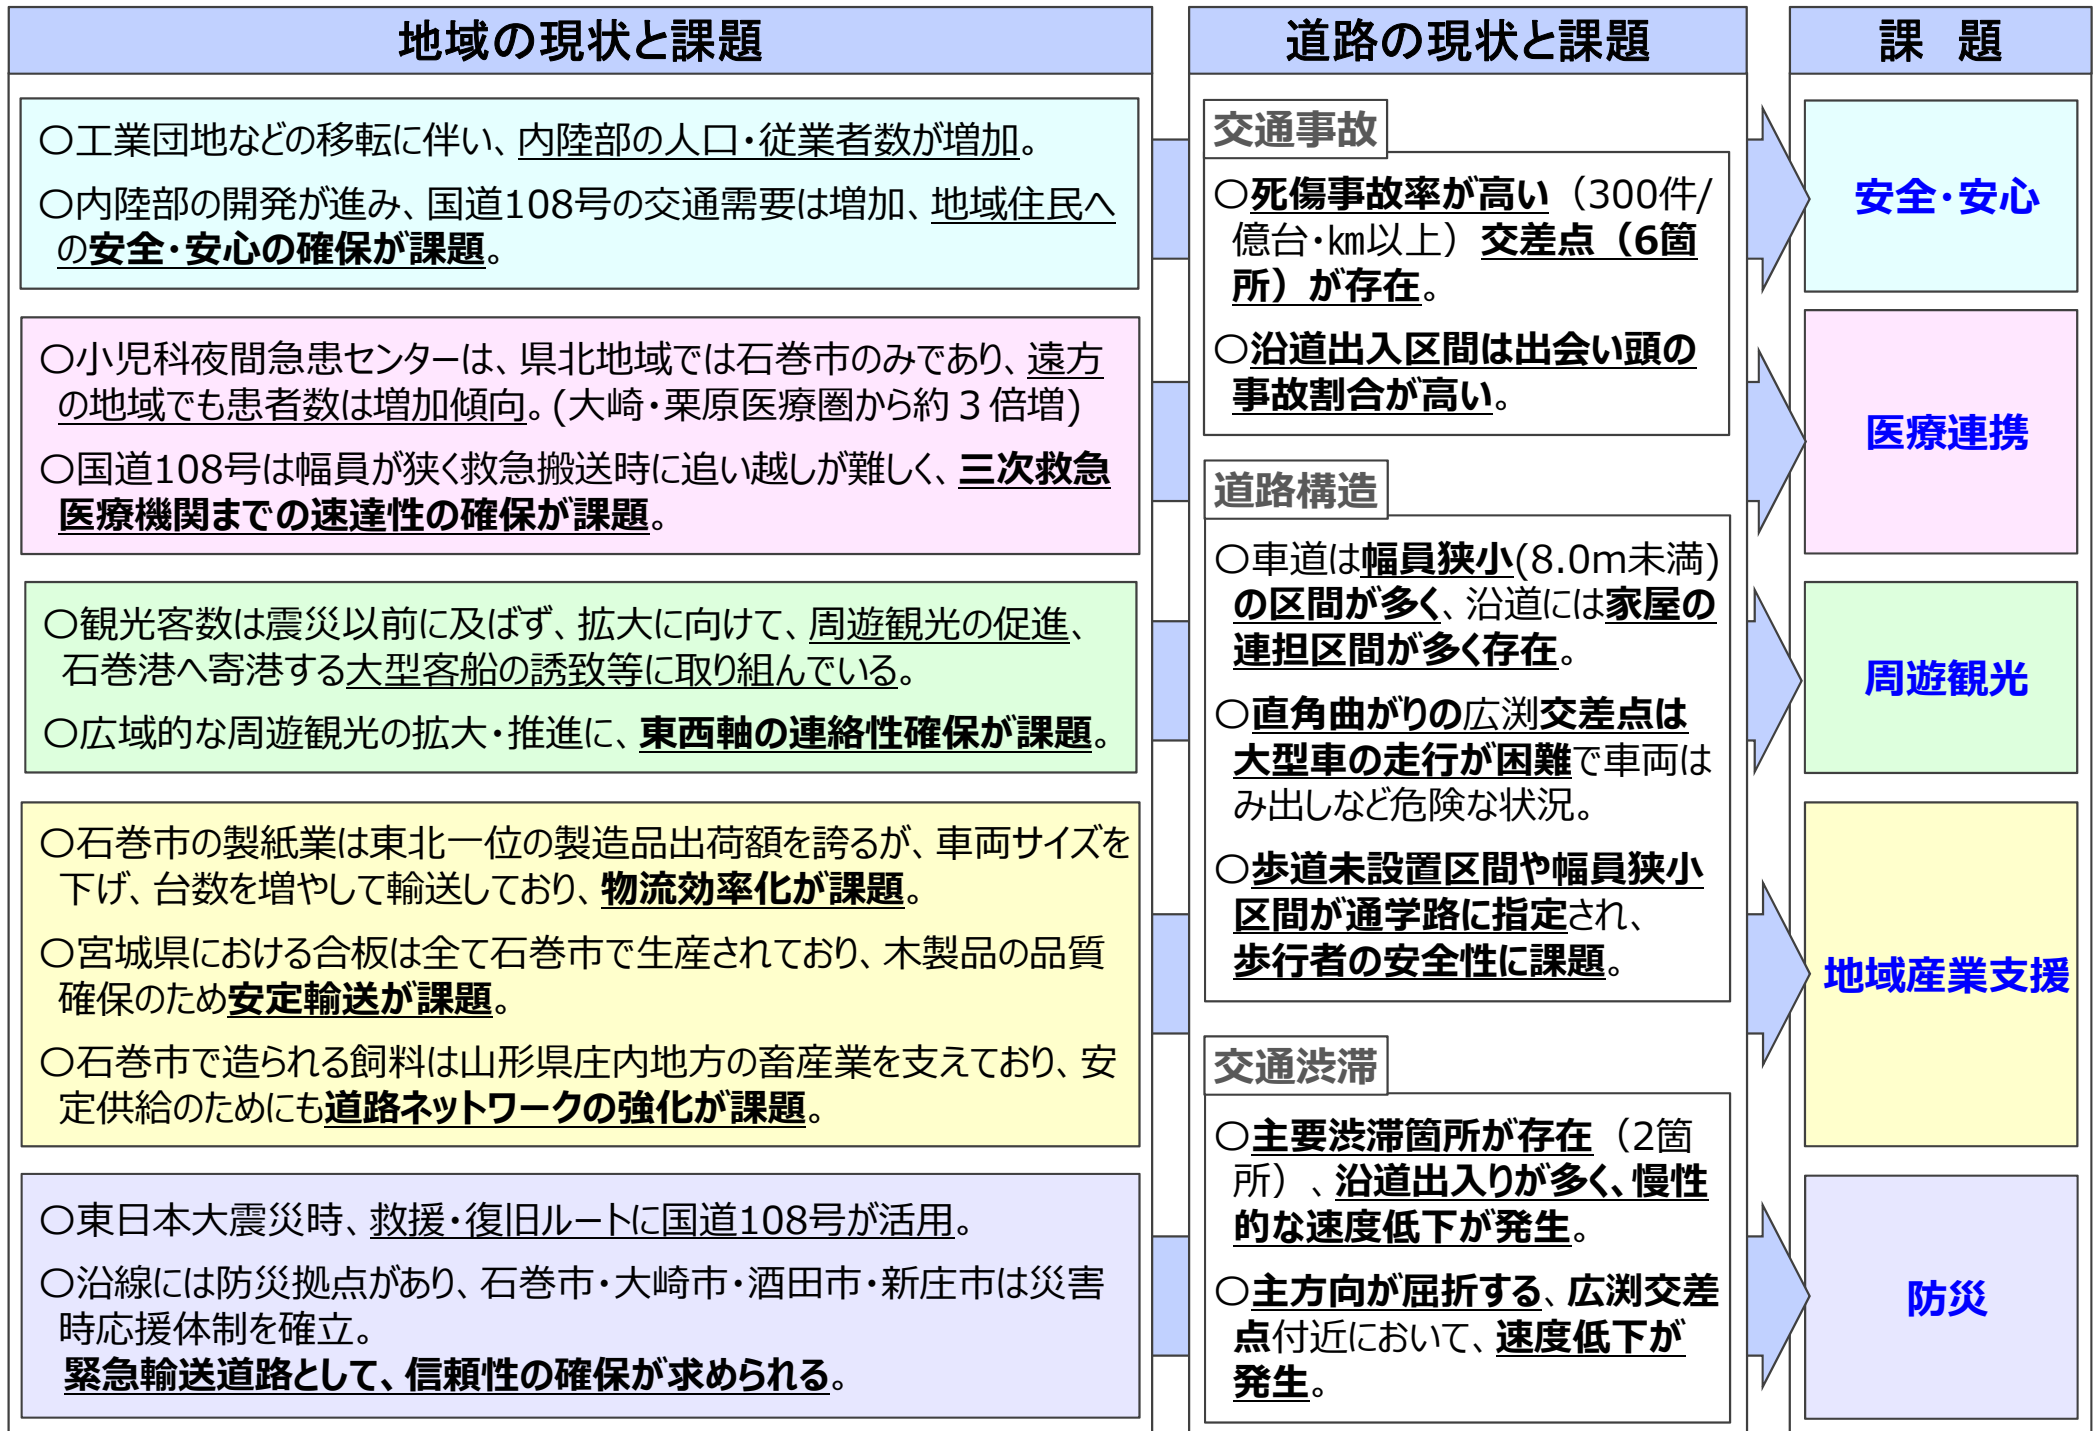 地域の現状と課題
〇工業団地などの移転に伴い、内陸部の人口・従業者数が増加。
〇内陸部の開発が進み、国道108号の交通需要は増加、地域住民へ
の安全・安心の確保が課題。
〇小児科夜間急患センターは、県北地域では石巻市のみであり、遠方
の地域でも患者数は増加傾向。(大崎・栗原医療圏から約３倍増)
〇国道108号は幅員が狭く救急搬送時に追い越しが難しく、三次救急
医療機関までの速達性の確保が課題。
〇観光客数は震災以前に及ばず、拡大に向けて、周遊観光の促進、
石巻港へ寄港する大型客船の誘致等に取り組んでいる。
〇広域的な周遊観光の拡大・推進に、東西軸の連絡性確保が課題。
〇石巻市の製紙業は東北一位の製造品出荷額を誇るが、車両サイズを
下げ、台数を増やして輸送しており、物流効率化が課題。
〇宮城県における合板は全て石巻市で生産されており、木製品の品質
確保のため安定輸送が課題。
〇石巻市で造られる飼料は山形県庄内地方の畜産業を支えており、安
定供給のためにも道路ネットワークの強化が課題。
〇東日本大震災時、救援・復旧ルートに国道108号が活用。
〇沿線には防災拠点があり、石巻市・大崎市・酒田市・新庄市は災害
時応援体制を確立。
緊急輸送道路として、信頼性の確保が求められる。
道路の現状と課題
交通事故
〇死傷事故率が高い（300件/
億台・㎞以上）交差点（6箇
所）が存在。
〇沿道出入区間は出会い頭の
事故割合が高い。
道路構造
〇車道は幅員狭小(8.0m未満)
の区間が多く、沿道には家屋の
連担区間が多く存在。
〇直角曲がりの広渕交差点は
大型車の走行が困難で車両は
み出しなど危険な状況。
〇歩道未設置区間や幅員狭小
区間が通学路に指定され、
歩行者の安全性に課題。
交通渋滞
〇主要渋滞箇所が存在（2箇
所）、沿道出入りが多く、慢性
的な速度低下が発生。
〇主方向が屈折する、広渕交差
点付近において、速度低下が
発生。
課　題
安全・安心
医療連携
周遊観光
地域産業支援
防災